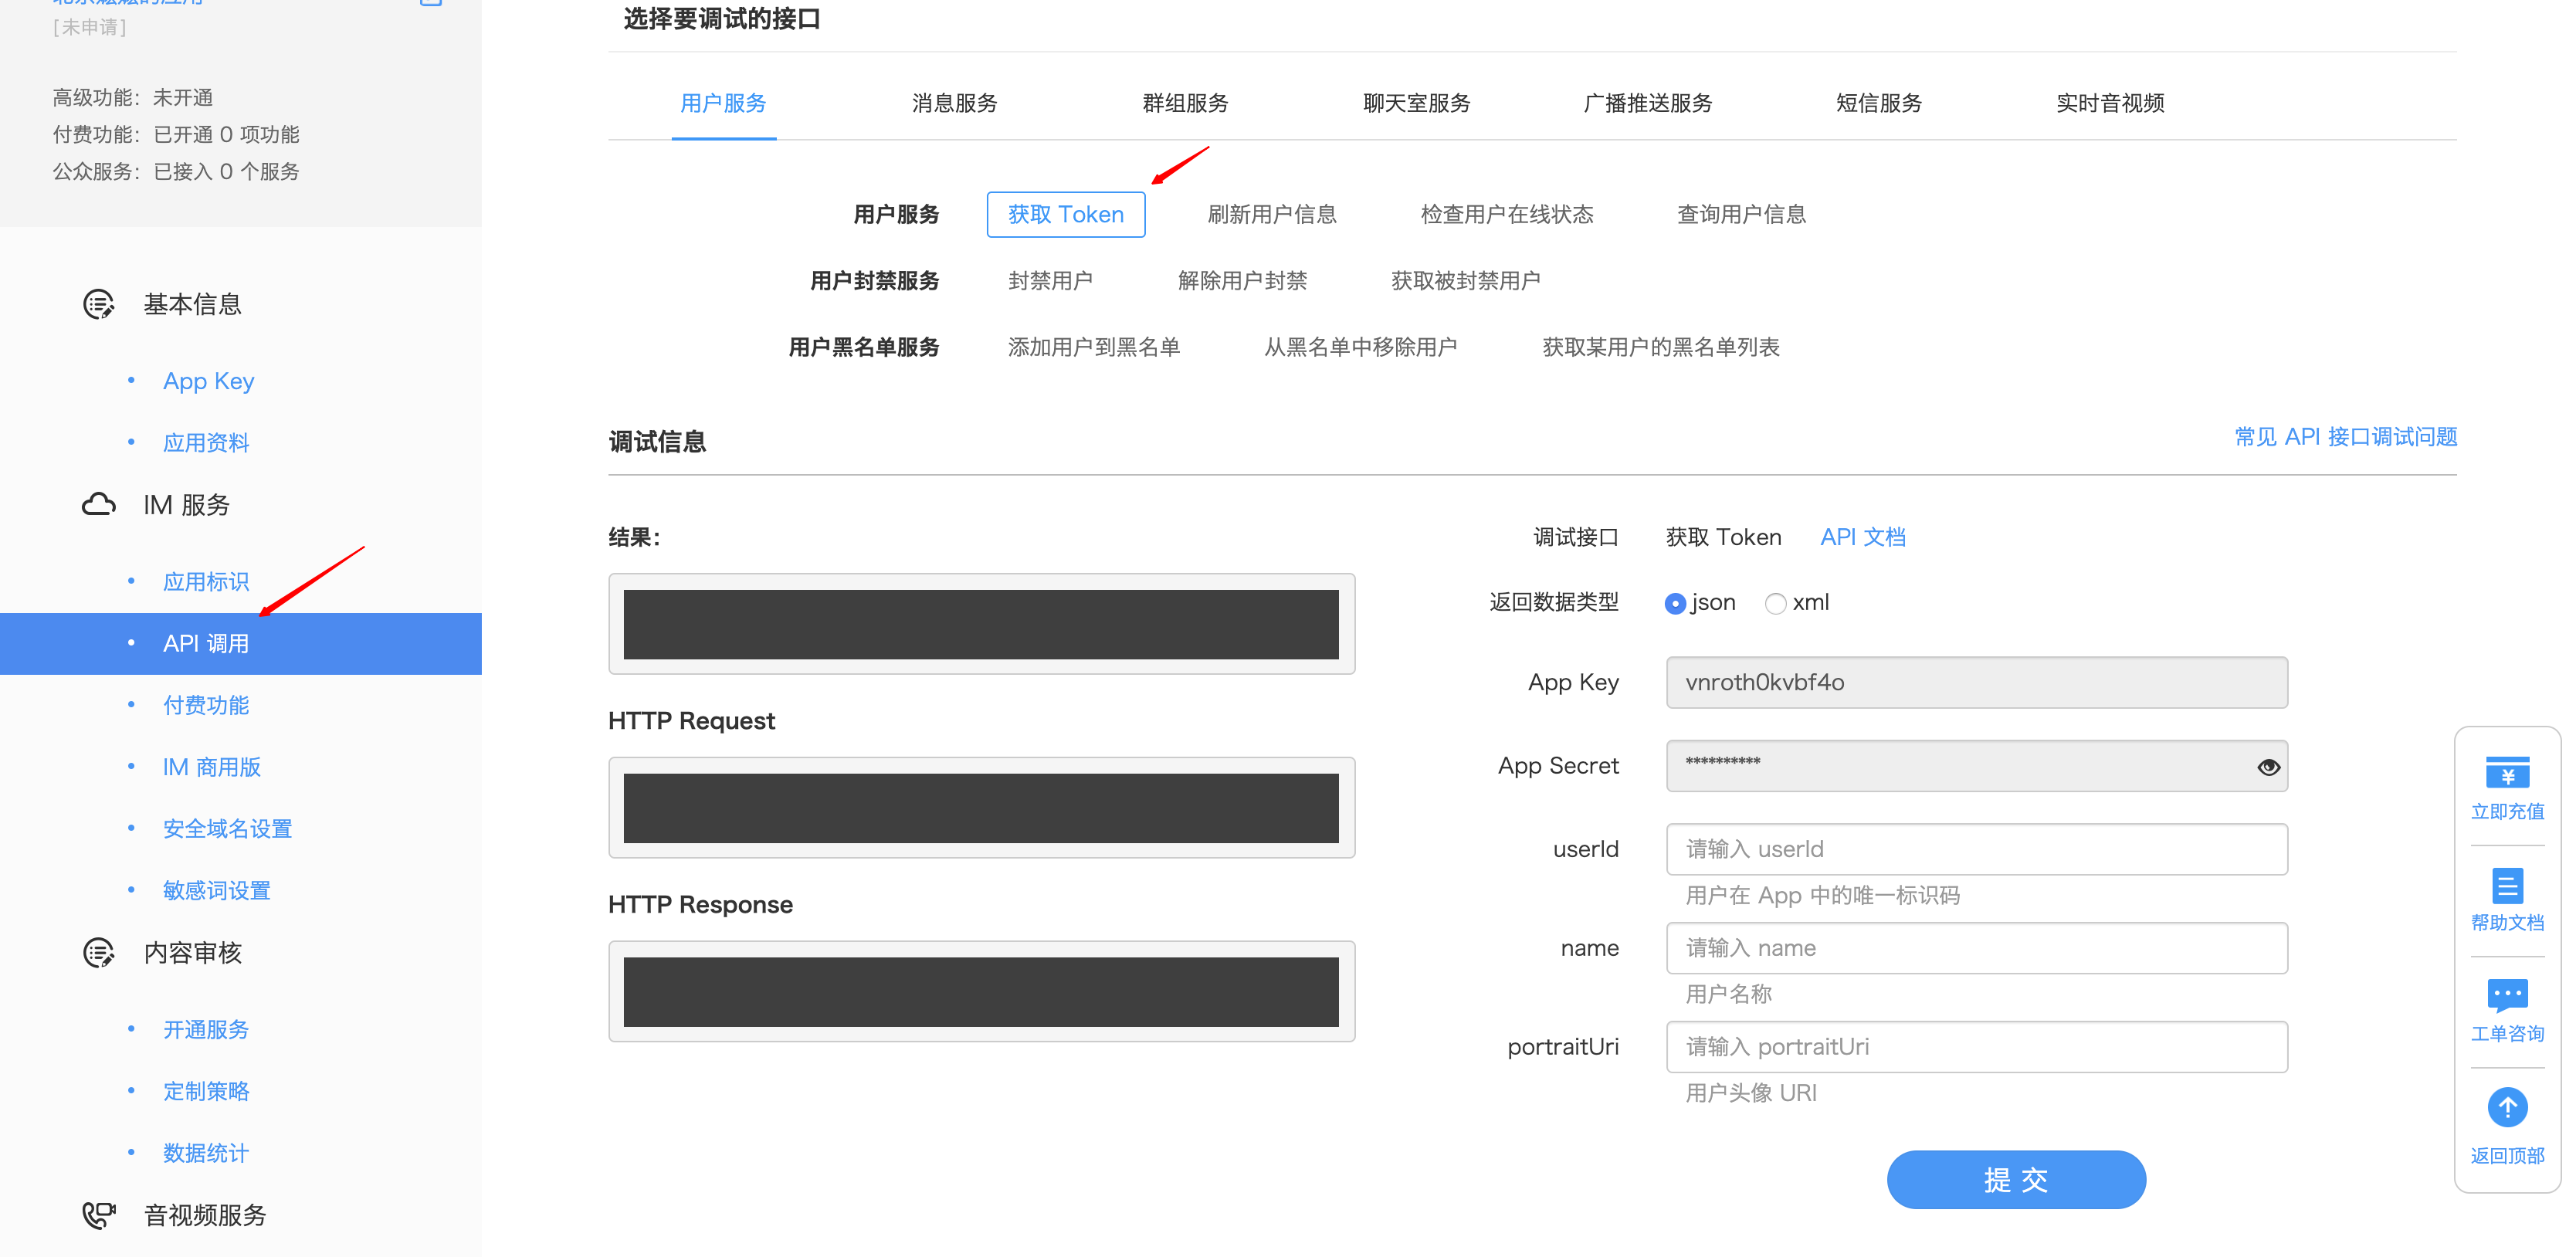 [未申请]
高级功能：未开通
付费功能：已开通 0 项功能
公众服务：已接入 0 个服务
基本信息
• App Key
• 应用资料
IM 服务
• 应用标识
• API 调用
• 付费功能
• IM 商用版
• 安全域名设置
• 敏感词设置
内容审核
• 开通服务
• 定制策略
• 数据统计
音视频服务
选择要调试的接口
用户服务 消息服务 群组服务 聊天室服务 广播推送服务 短信服务 实时音视频
用户服务 获取 Token 刷新用户信息 检查用户在线状态 查询用户信息
用户封禁服务 封禁用户 解除用户封禁 获取被封禁用户
用户黑名单服务 添加用户到黑名单 从黑名单中移除用户 获取某用户的黑名单列表
调试信息 常见 API 接口调试问题
结果：
HTTP Request
HTTP Response
调试接口 获取 Token API 文档
返回数据类型 json xml
App Key vnroth0kvbf4o
App Secret **********
userId 请输入 userId
用户在 App 中的唯一标识码
name 请输入 name
用户名称
portraitUri 请输入 portraitUri
用户头像 URI
提 交
¥
立即充值
帮助文档
工单咨询
返回顶部